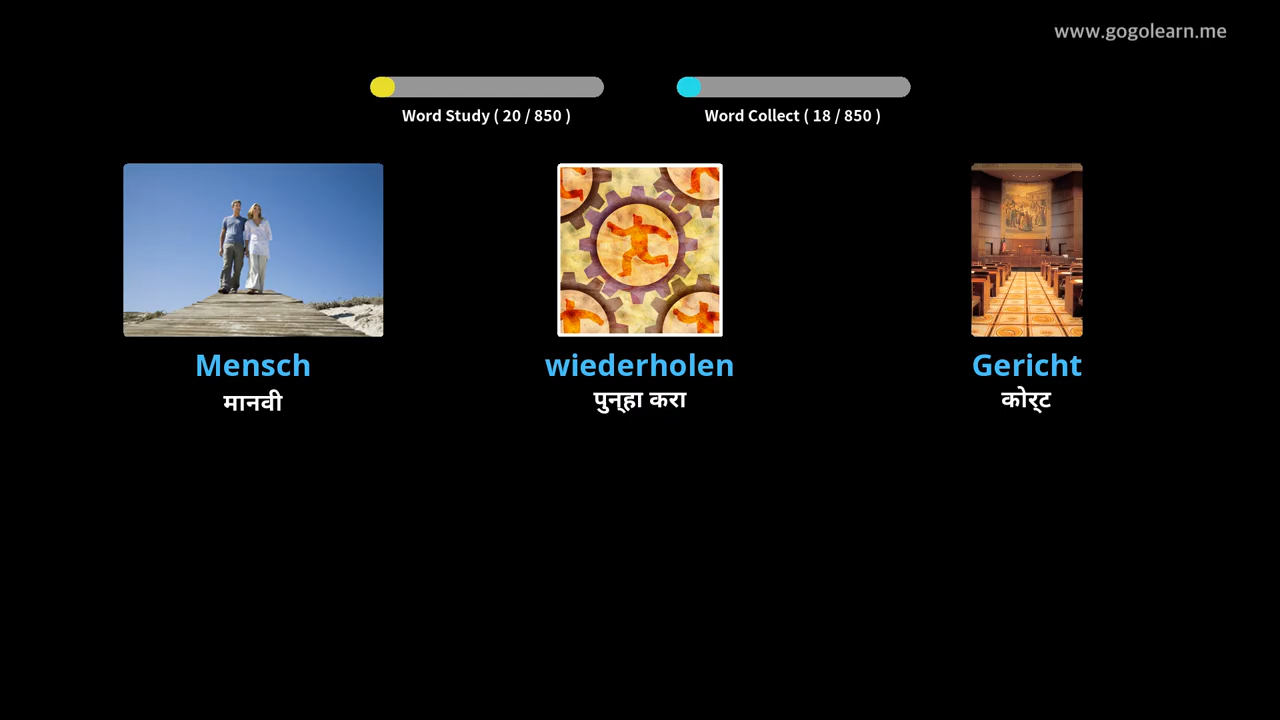 www.gogolearn.me
Word Study ( 20 / 850 )
Word Collect ( 18 / 850 )
Mensch
मानवी
wiederholen
पुन्हा करा
Gericht
कोर्ट